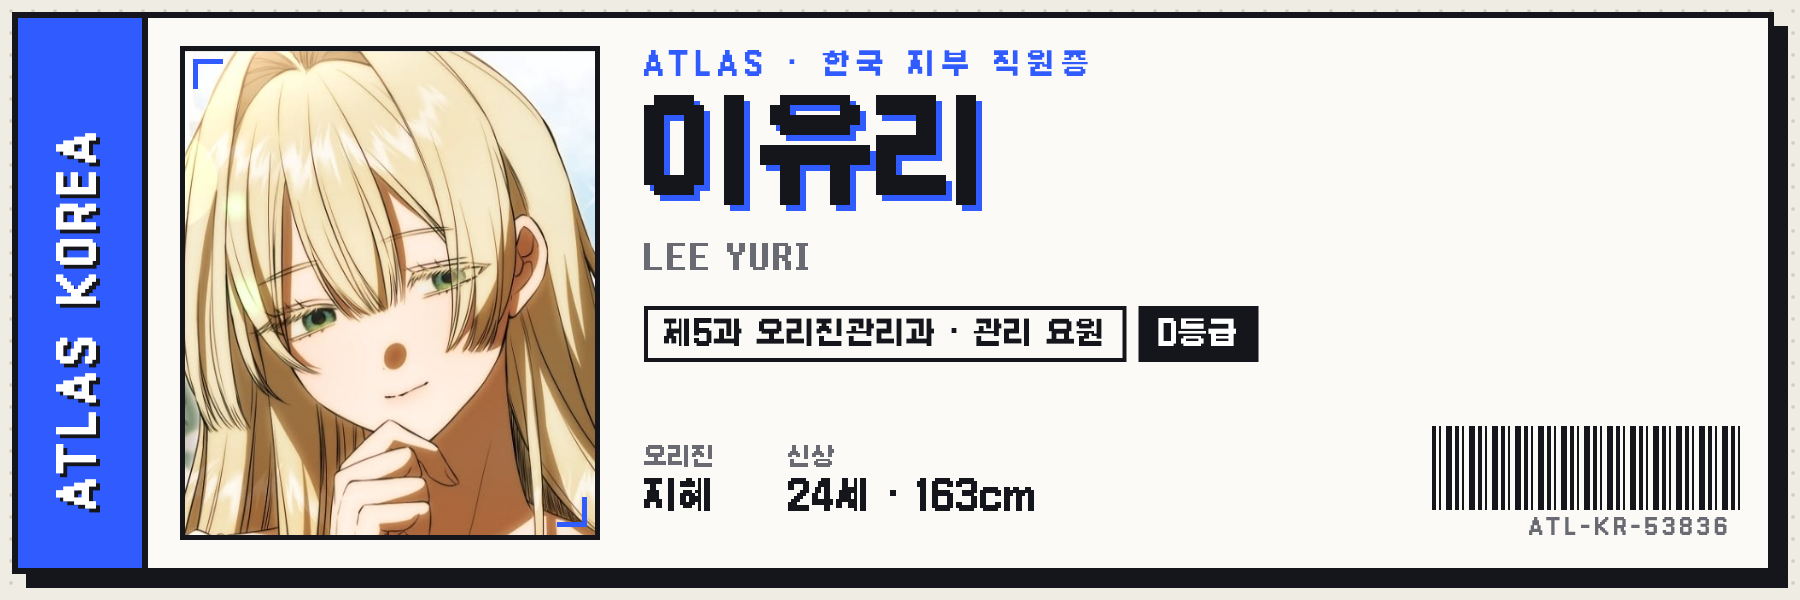 ATLAS KOREA
ATLAS · 한국 지부 직원증
이유리
LEE YURI
제5과 오리진관리과 · 관리 요원
D등급
오리진
지혜
신상
24세 · 163cm
ATL-KR-53836